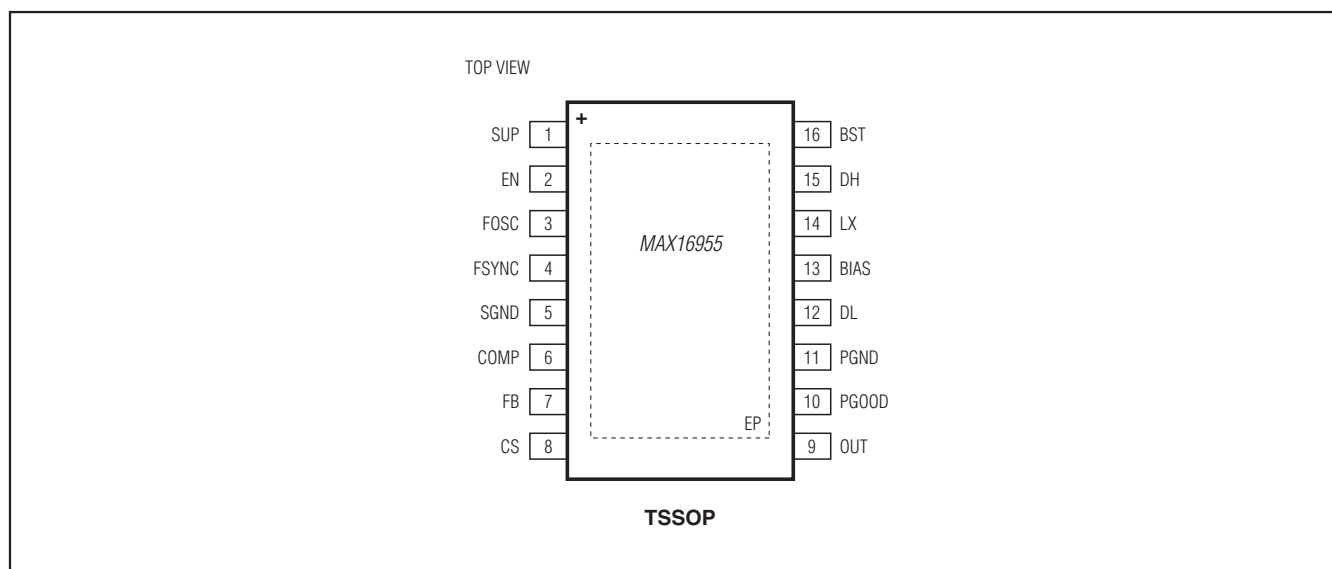 TOP VIEW
+
SUP 1
EN 2
FOSC 3
FSYNC 4
SGND 5
COMP 6
FB 7
CS 8
MAX16955
EP
16 BST
15 DH
14 LX
13 BIAS
12 DL
11 PGND
10 PGOOD
9 OUT
TSSOP